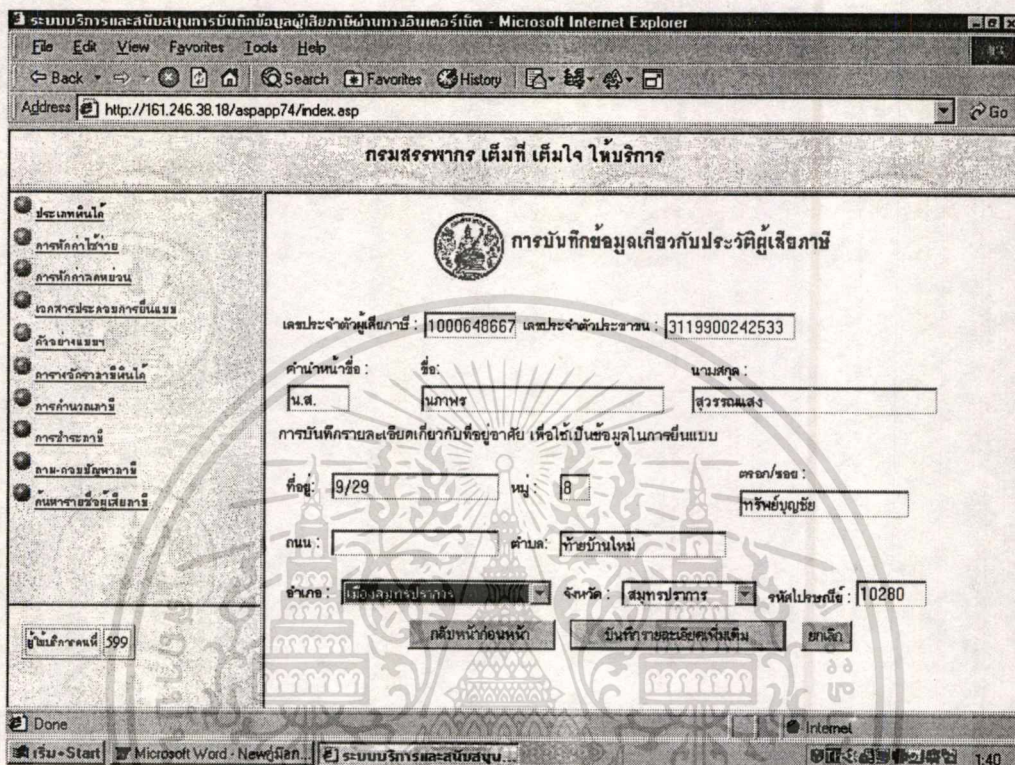 ระบบบริการและสนับสนุนการบันทึกข้อมูลผู้เสียภาษีผ่านทางอินเตอร์เน็ต - Microsoft Internet Explorer
File Edit View Favorites Tools Help
Back Search Favorites History
Address http://161.246.38.18/aspapp74/index.asp Go
กรมสรรพากร เต็มที่ เต็มใจ ให้บริการ
ประเภทเงินได้
การหักค่าใช้จ่าย
การหักค่าลดหย่อน
เอกสารประกอบการยื่นแบบ
ตัวอย่างแบบฯ
ตารางอัตราภาษีเงินได้
การคำนวณภาษี
การชำระภาษี
ถาม-ตอบปัญหาภาษี
ค้นหารายชื่อผู้เสียภาษี
ผู้ใช้บริการคนที่ 599
การบันทึกข้อมูลเกี่ยวกับประวัติผู้เสียภาษี
เลขประจำตัวผู้เสียภาษี : 1000648667 เลขประจำตัวประชาชน : 3119900242533
คำนำหน้าชื่อ : ชื่อ: นามสกุล :
น.ส. นภาพร สุวรรณแสง
การบันทึกรายละเอียดเกี่ยวกับที่อยู่อาศัย เพื่อใช้เป็นข้อมูลในการยื่นแบบ
ที่อยู่: 9/29 หมู่ : 8 ตรอก/ซอย :
ทรัพย์บุญชัย
ถนน : ตำบล: ท้ายบ้านใหม่
อำเภอ : เมืองสมุทรปราการ จังหวัด : สมุทรปราการ รหัสไปรษณีย์ : 10280
กลับหน้าก่อนหน้า บันทึกรายละเอียดเพิ่มเติม ยกเลิก
Done Internet
เริ่ม+Start Microsoft Word - Newคู่มือก... ระบบบริการและสนับสนุน... 1:40